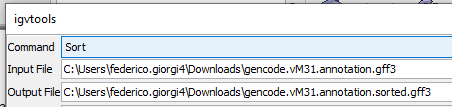 igvtools
Command Sort
Input File C:\Users\federico.giorgi4\Downloads\gencode.vM31.annotation.gff3
Output File C:\Users\federico.giorgi4\Downloads\gencode.vM31.annotation.sorted.gff3